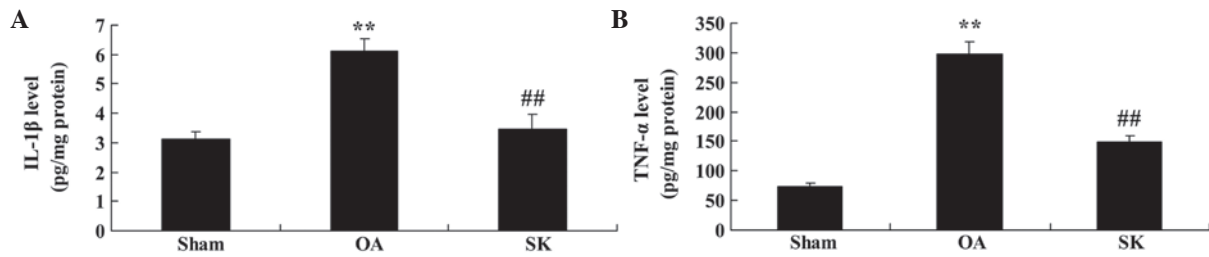 A
IL-1β level
(pg/mg protein)
7
6
5
4
3
2
1
0
**
##
Sham
OA
SK
B
TNF-α level
(pg/mg protein)
400
350
300
250
200
150
100
50
0
**
##
Sham
OA
SK